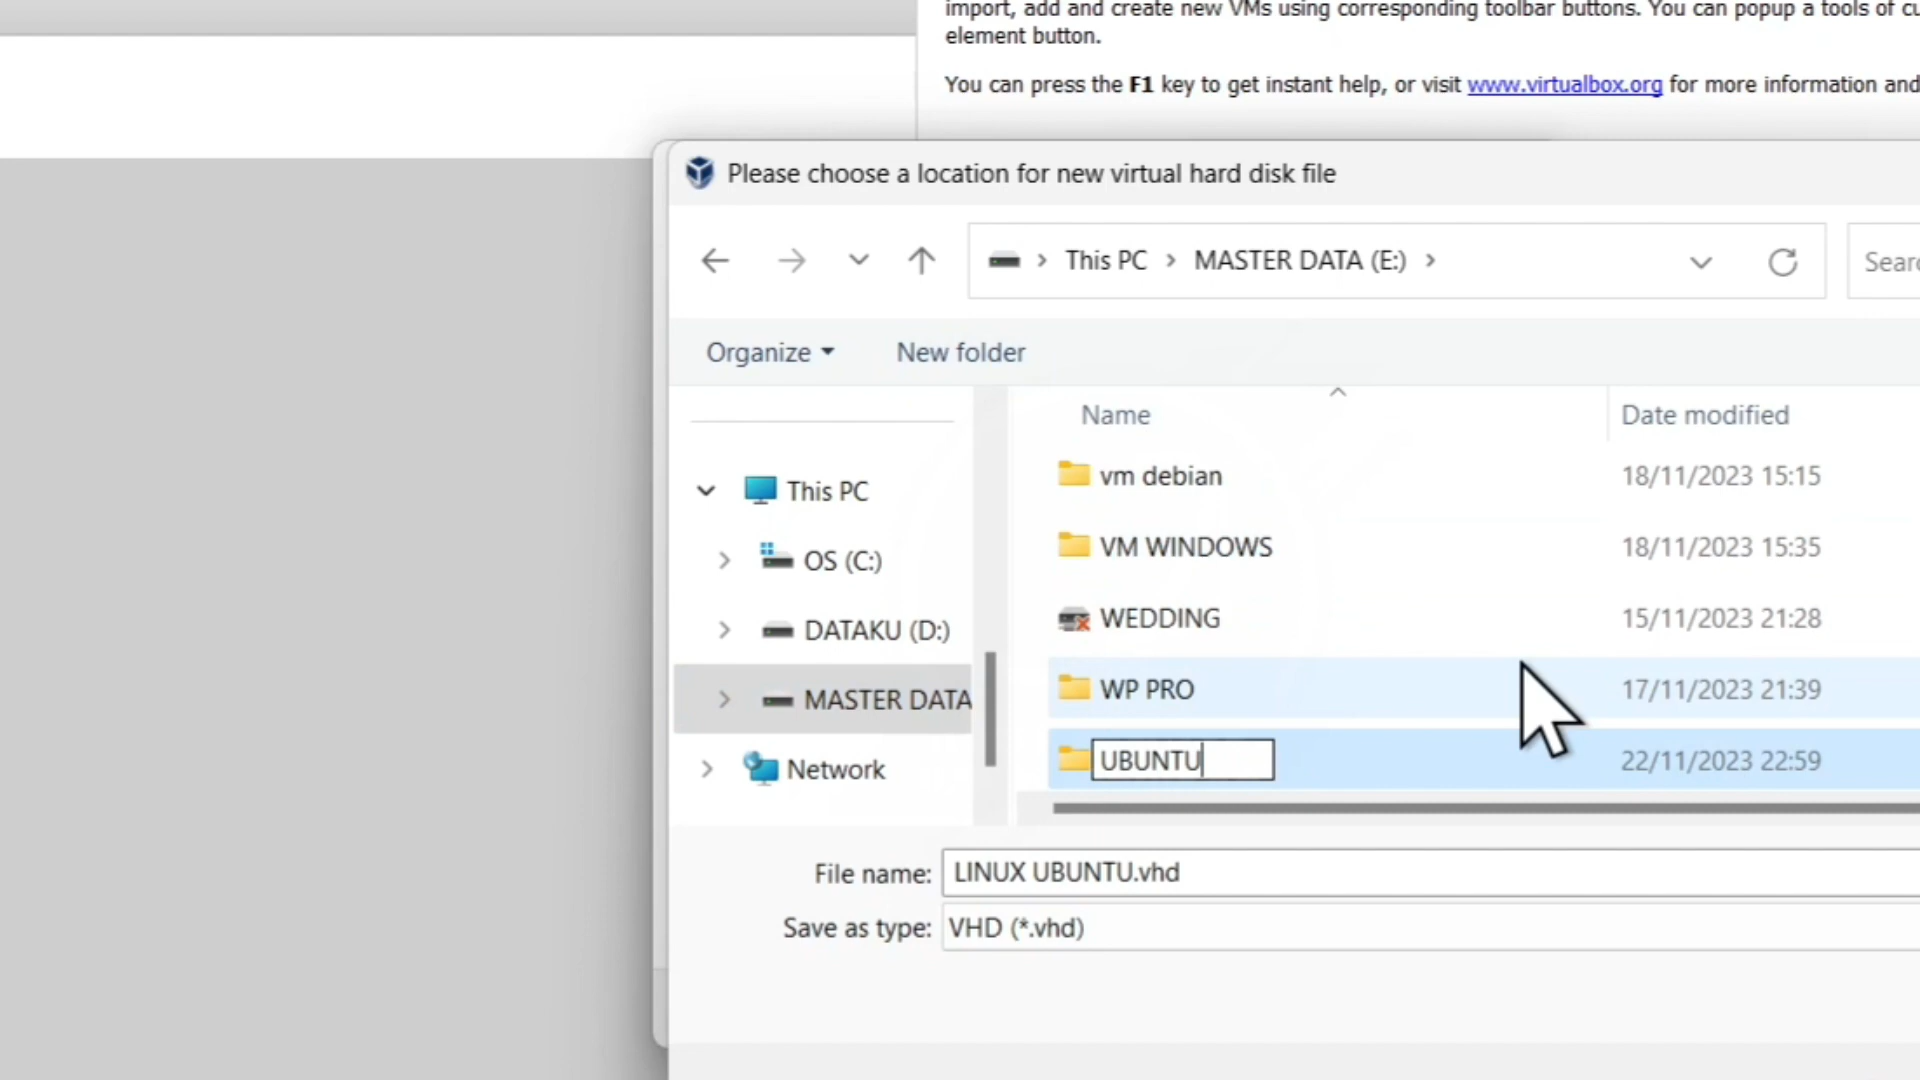 import, add and create new VMs using corresponding toolbar buttons. You can popup a tools of
element button.
You can press the F1 key to get instant help, or visit www.virtualbox.org for more information and
Please choose a location for new virtual hard disk file
This PC > MASTER DATA (E:) >
Organize
New folder
Name
Date modified
This PC
OS (C:)
DATAKU (D:)
MASTER DATA
Network
vm debian 18/11/2023 15:15
VM WINDOWS 18/11/2023 15:35
WEDDING 15/11/2023 21:28
WP PRO 17/11/2023 21:39
UBUNTU 22/11/2023 22:59
File name: LINUX UBUNTU.vhd
Save as type: VHD (*.vhd)